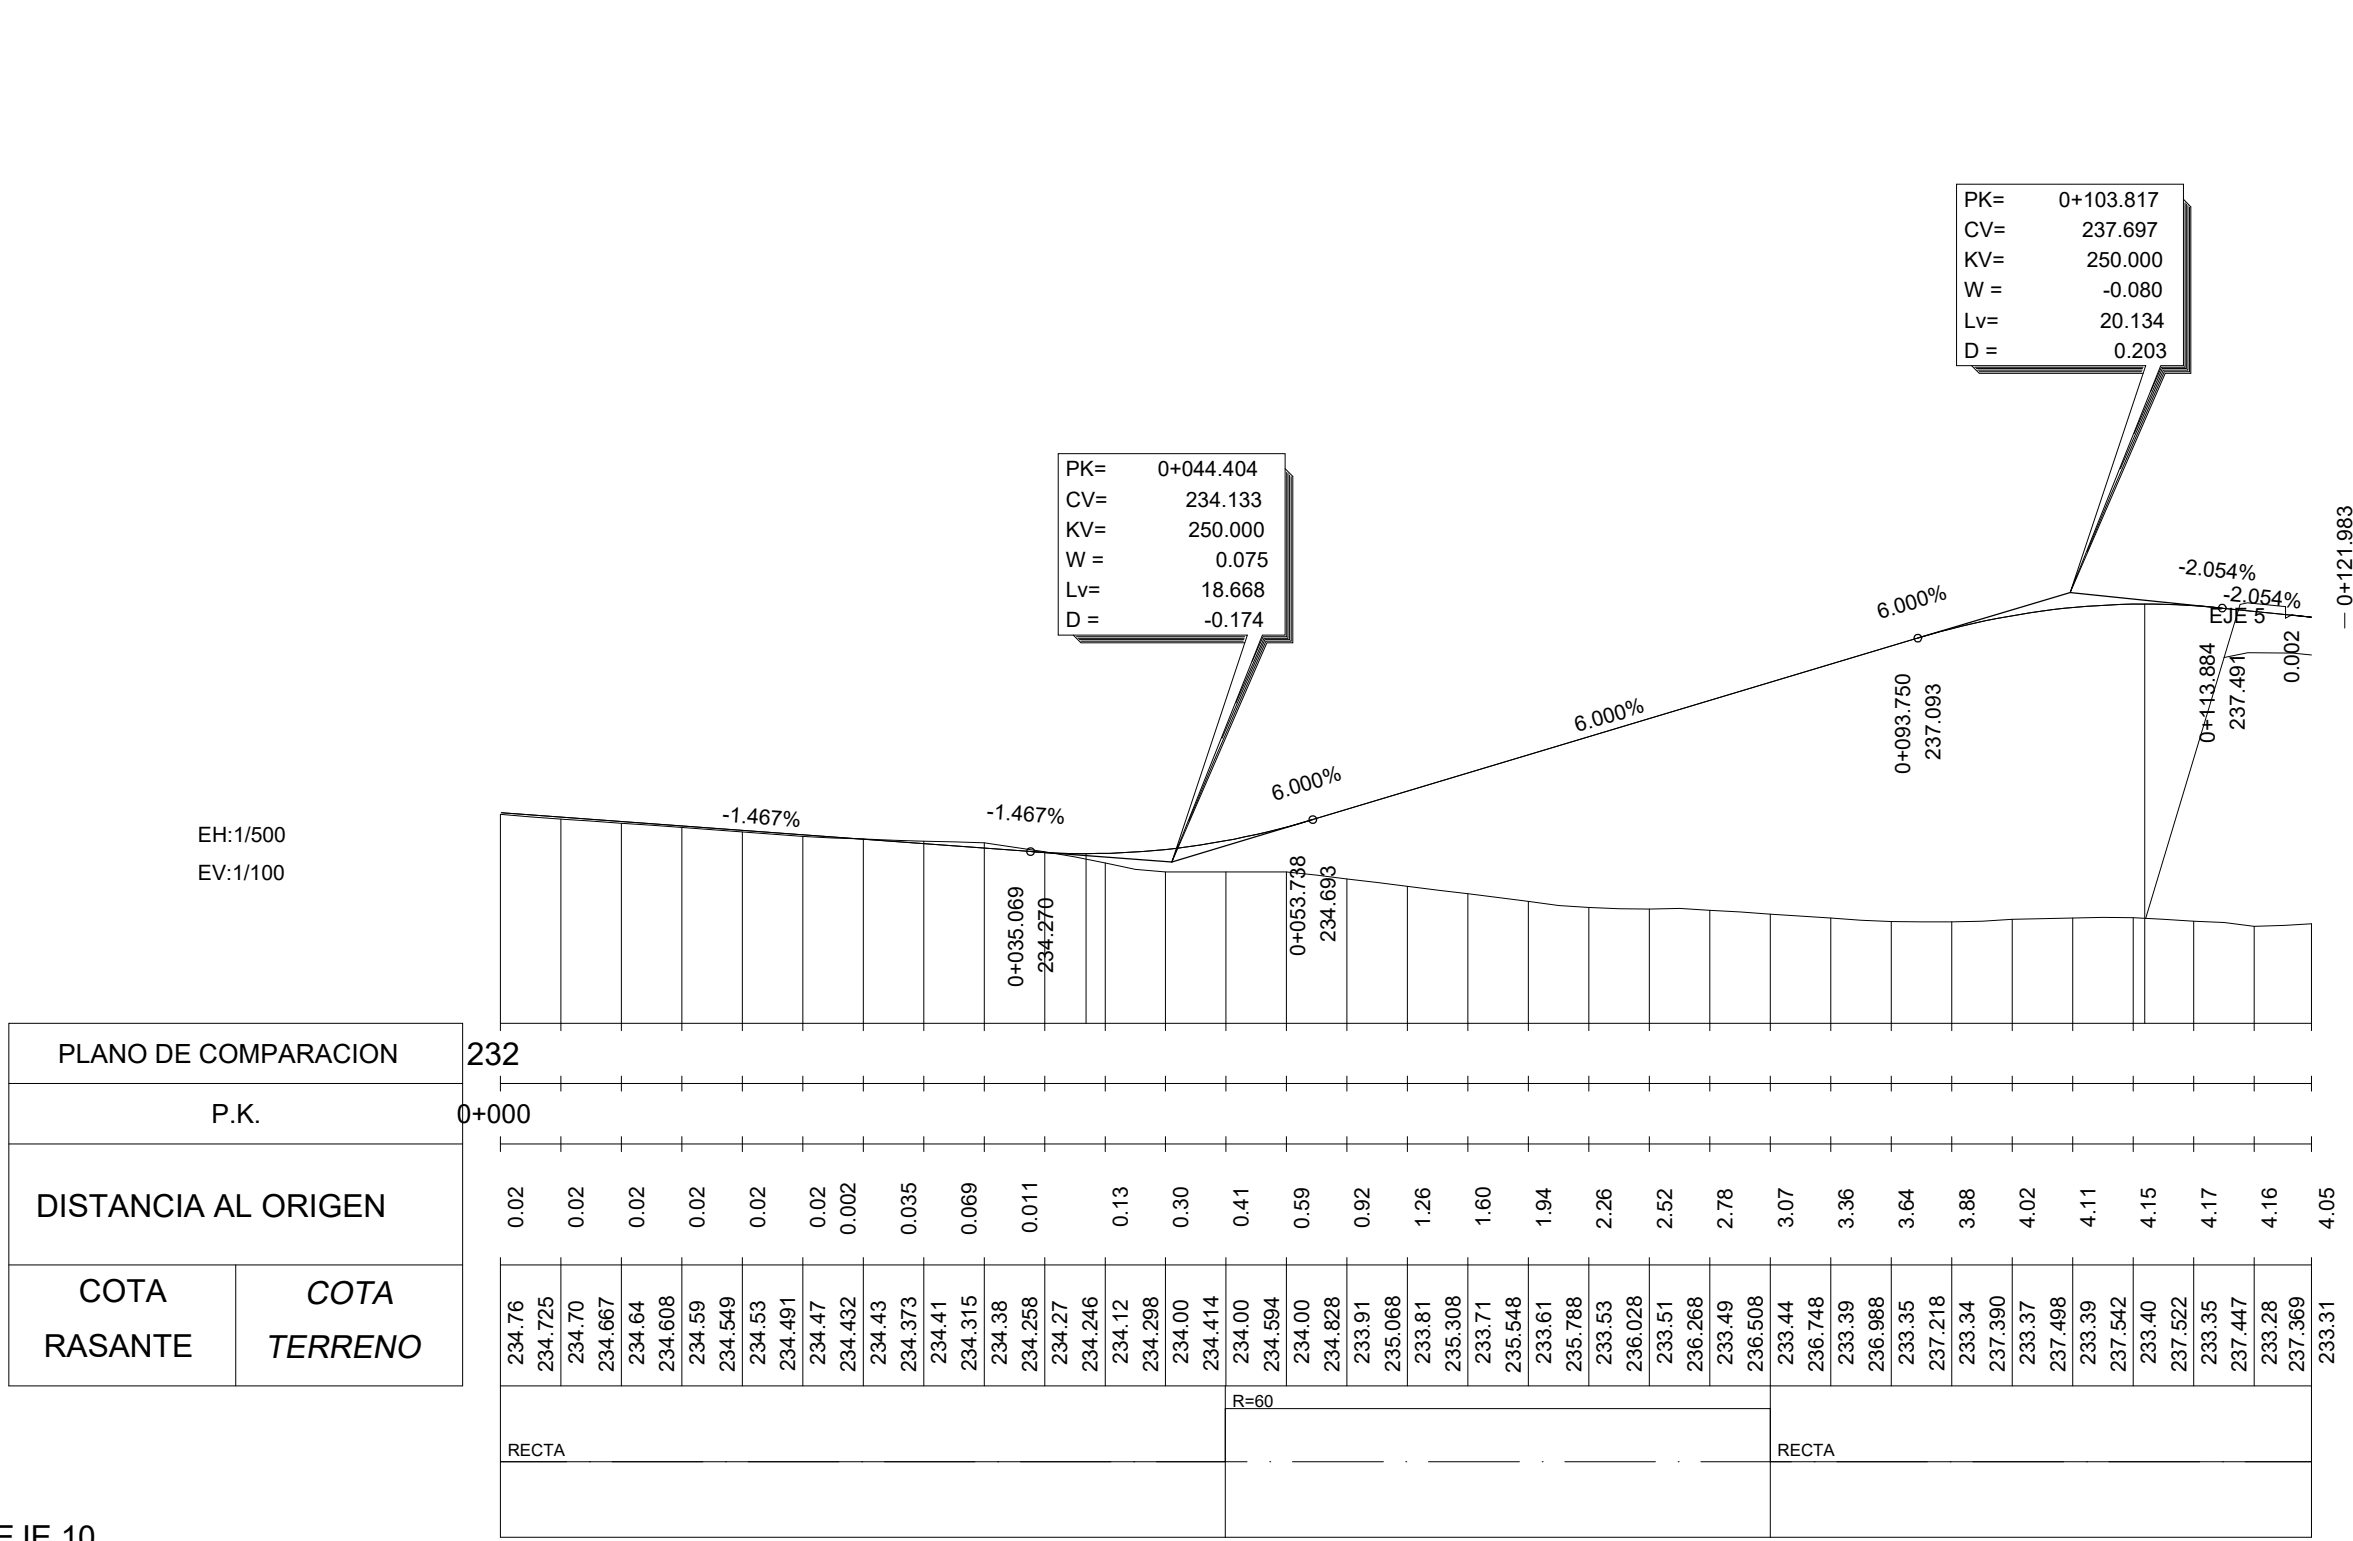 PK= 0+103.817
CV= 237.697
KV= 250.000
W = -0.080
Lv= 20.134
D = 0.203
PK= 0+044.404
CV= 234.133
KV= 250.000
W = 0.075
Lv= 18.668
D = -0.174
0+121.983
-2.054%
-2.054%
EJE 5
6.000%
6.000%
6.000%
-1.467%
-1.467%
0+035.069
234.270
0+053.738
234.693
0+093.750
237.093
0+113.884
237.491
0.002
EH:1/500
EV:1/100
PLANO DE COMPARACION 232
P.K. 0+000
DISTANCIA AL ORIGEN
0.02 0.02 0.02 0.02 0.02 0.02 0.002 0.035 0.069 0.011 0.13 0.30 0.41 0.59 0.92 1.26 1.60 1.94 2.26 2.52 2.78 3.07 3.36 3.64 3.88 4.02 4.11 4.15 4.17 4.16 4.05
COTA RASANTE
COTA TERRENO
234.76 234.725 234.70 234.667 234.64 234.608 234.59 234.549 234.53 234.491 234.47 234.432 234.43 234.373 234.41 234.315 234.38 234.258 234.27 234.246 234.12 234.298 234.00 234.414 234.00 234.594 234.00 234.828 233.91 235.068 233.81 235.308 233.71 235.548 233.61 235.788 233.53 236.028 233.51 236.268 233.49 236.508 233.44 236.748 233.39 236.988 233.35 237.218 233.34 237.390 233.37 237.498 233.39 237.542 233.40 237.522 233.35 237.447 233.28 237.369 233.31
R=60
RECTA
RECTA
EJE 10